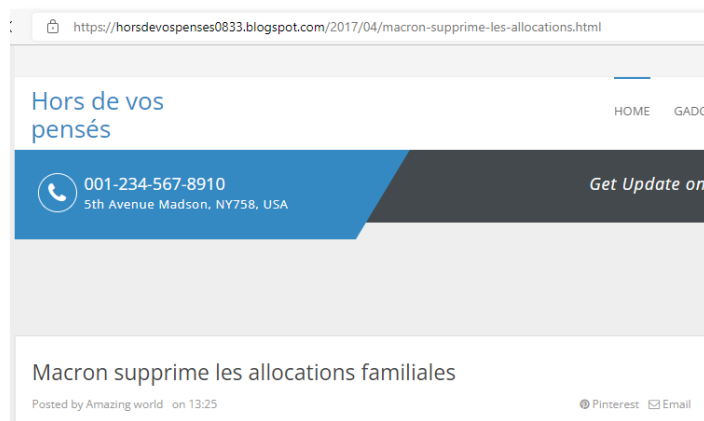 https://horsdevospenses0833.blogspot.com/2017/04/macron-supprime-les-allocations.html
Hors de vos
pensés
HOME GADG
001-234-567-8910
5th Avenue Madson, NY758, USA
Get Update on
Macron supprime les allocations familiales
Posted by Amazing world on 13:25
Pinterest Email